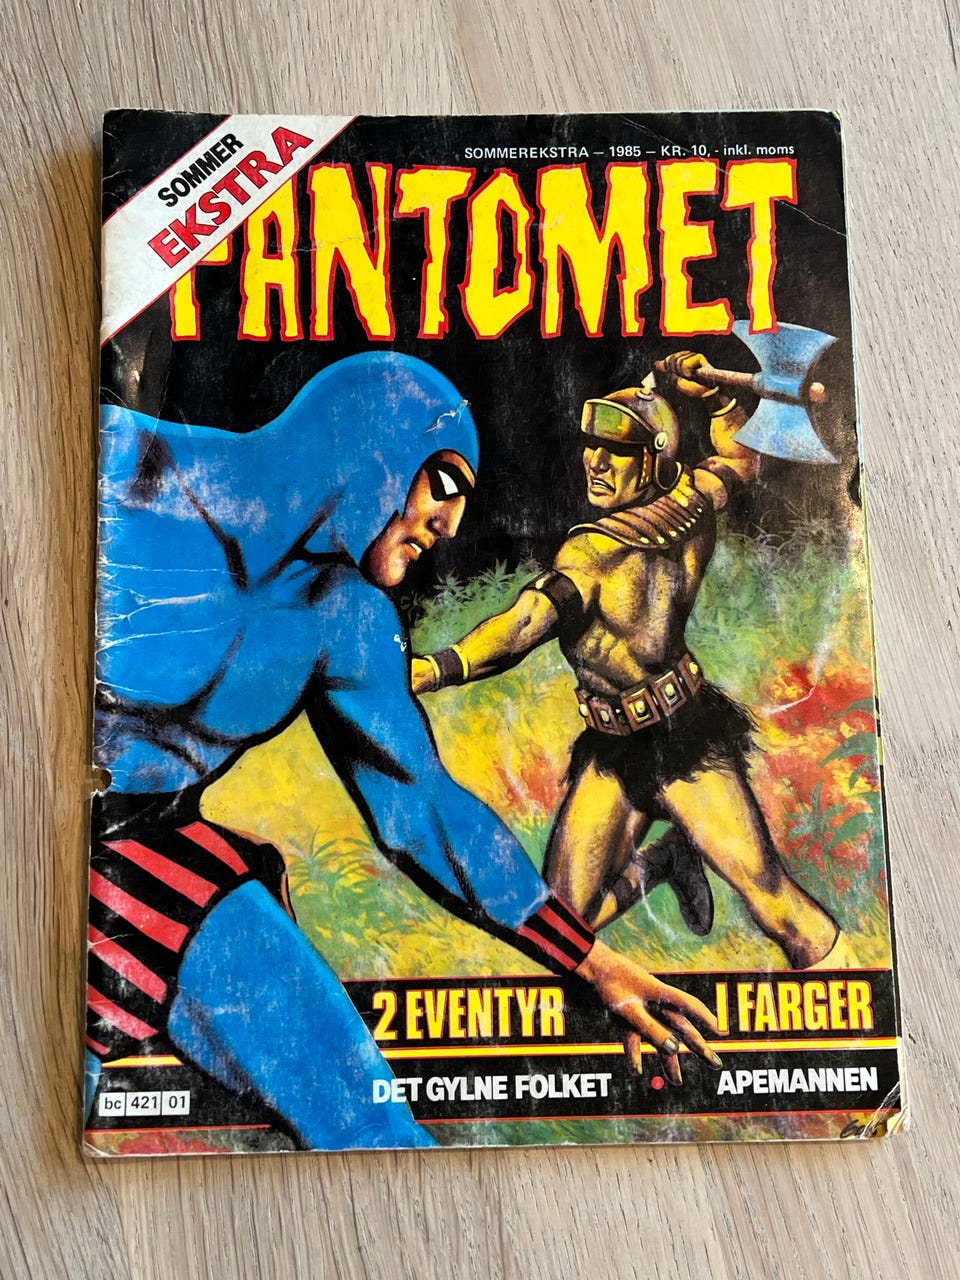 SOMMER
EKSTRA
SOMMEREKSTRA – 1985 – KR. 10,- inkl. moms
FANTOMET
2 EVENTYR I FARGER
DET GYLNE FOLKET • APEMANNEN
bc 421 01